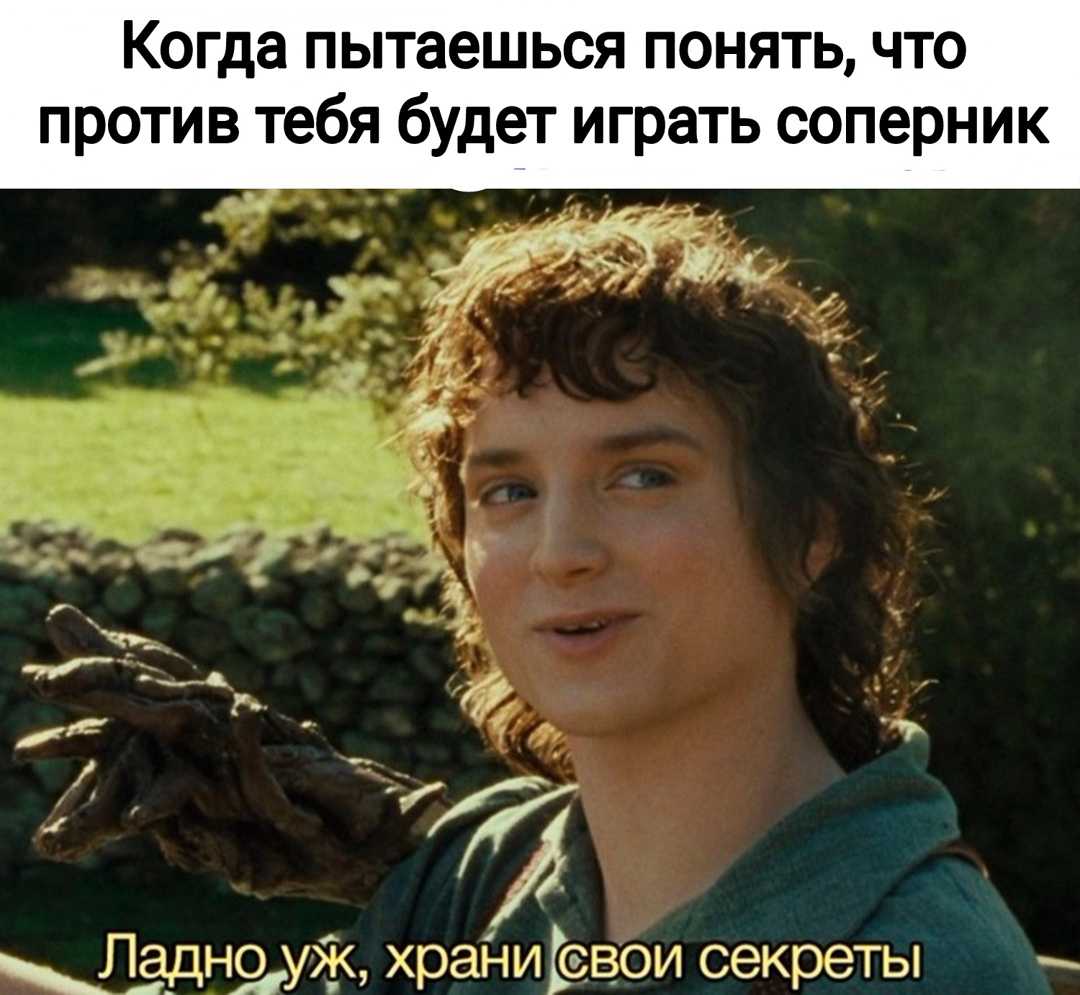 Когда пытаешься понять, что
против тебя будет играть соперник
Ладно уж, храни свои секреты